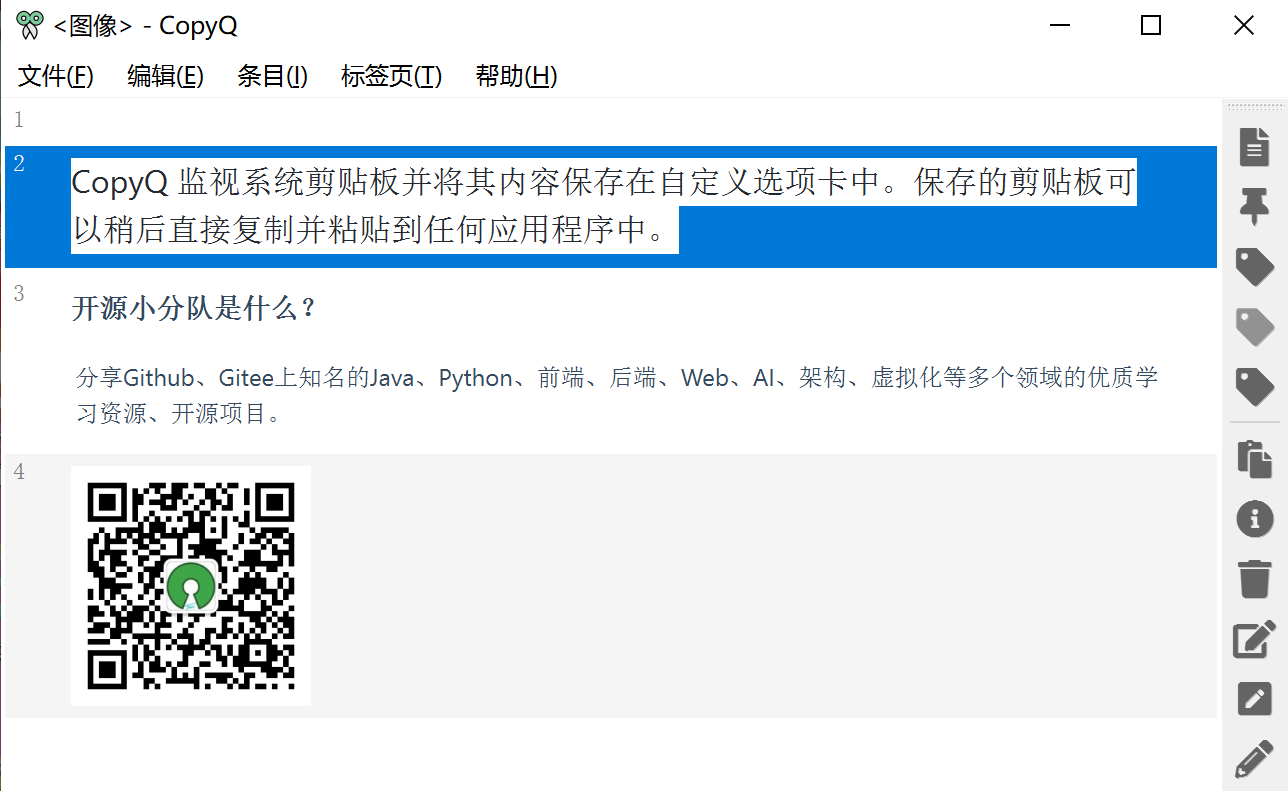 <图像> - CopyQ
文件(F) 编辑(E) 条目(I) 标签页(T) 帮助(H)
1
2
CopyQ 监视系统剪贴板并将其内容保存在自定义选项卡中。保存的剪贴板可
以稍后直接复制并粘贴到任何应用程序中。
3
开源小分队是什么？
分享Github、Gitee上知名的Java、Python、前端、后端、Web、AI、架构、虚拟化等多个领域的优质学
习资源、开源项目。
4